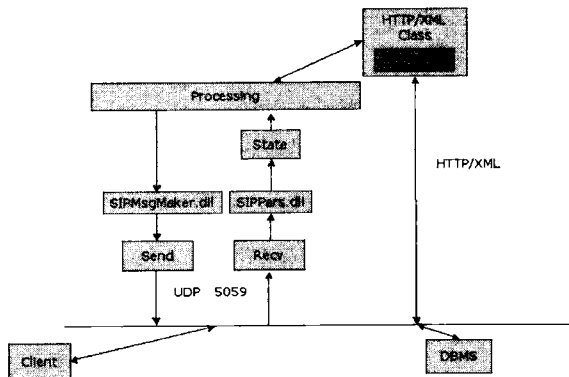 HTTP/XML
Class
Processing
State
HTTP/XML
SIPMsgMaker.dll
SIPPars.dll
Send
Recv
UDP 5059
Client
DBMS